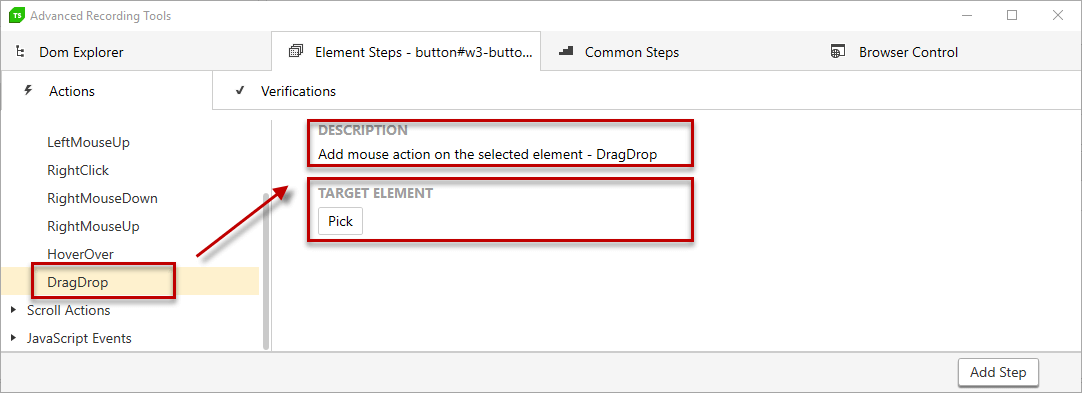 TS Advanced Recording Tools
Dom Explorer
Element Steps - button#w3-butto...
Common Steps
Browser Control
Actions
Verifications
LeftMouseUp
RightClick
RightMouseDown
RightMouseUp
HoverOver
DragDrop
Scroll Actions
JavaScript Events
DESCRIPTION
Add mouse action on the selected element - DragDrop
TARGET ELEMENT
Pick
Add Step